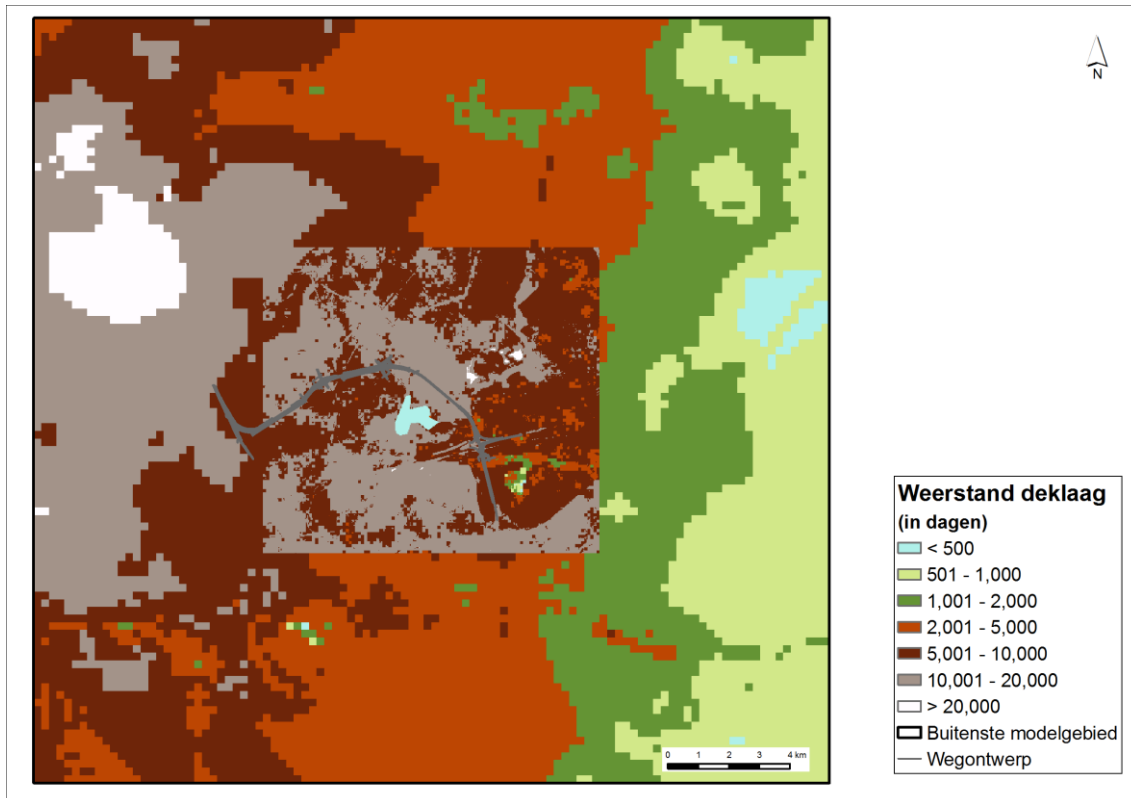 N
Weerstand deklaag
(in dagen)
< 500
501 - 1,000
1,001 - 2,000
2,001 - 5,000
5,001 - 10,000
10,001 - 20,000
> 20,000
Buitenste modelgebied
Wegontwerp
0 1 2 3 4 km